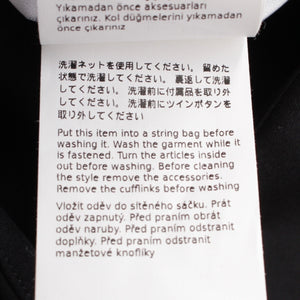 Yıkamadan önce aksesuarları
çıkarınız. Kol düğmelerini yıkamadan
önce çıkarınız
洗濯ネットを使用してください。留めた
状態で洗濯してください。裏返して洗濯
してください。洗濯前に付属品を取り外
してください。洗濯前にツインボタンを
取り外してください
Put this item into a string bag before
washing it. Wash the garment while it
is fastened. Turn the articles inside
out before washing. Before cleaning
the style remove the accessories.
Remove the cufflinks before washing
Vložit oděv do sítěného sáčku. Prát
oděv zapnutý. Před praním obrát
oděv naruby. Před praním odstranit
doplňky. Před praním odstranit
manžetové knoflíky